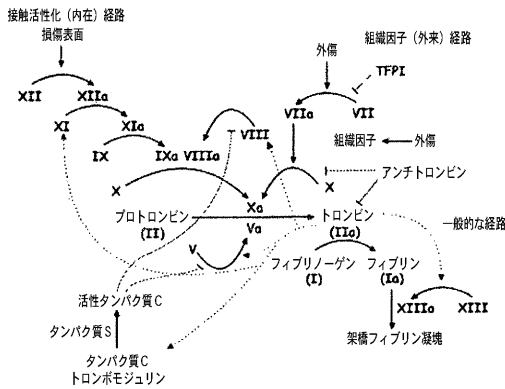 接触活性化（内在）経路
損傷表面
組織因子（外来）経路
外傷
TFPI
XII
XIIa
VIIa
VII
XI
XIa
VIII
組織因子
外傷
IX
IXa
VIIIa
X
X
アンチトロンビン
Xa
プロトロンビン
(II)
Va
トロンビン
(IIa)
一般的な経路
V
フィブリノーゲン
(I)
フィブリン
(Ia)
活性タンパク質C
XIIIa
XIII
タンパク質S
架橋フィブリン凝塊
タンパク質C
トロンボモジュリン